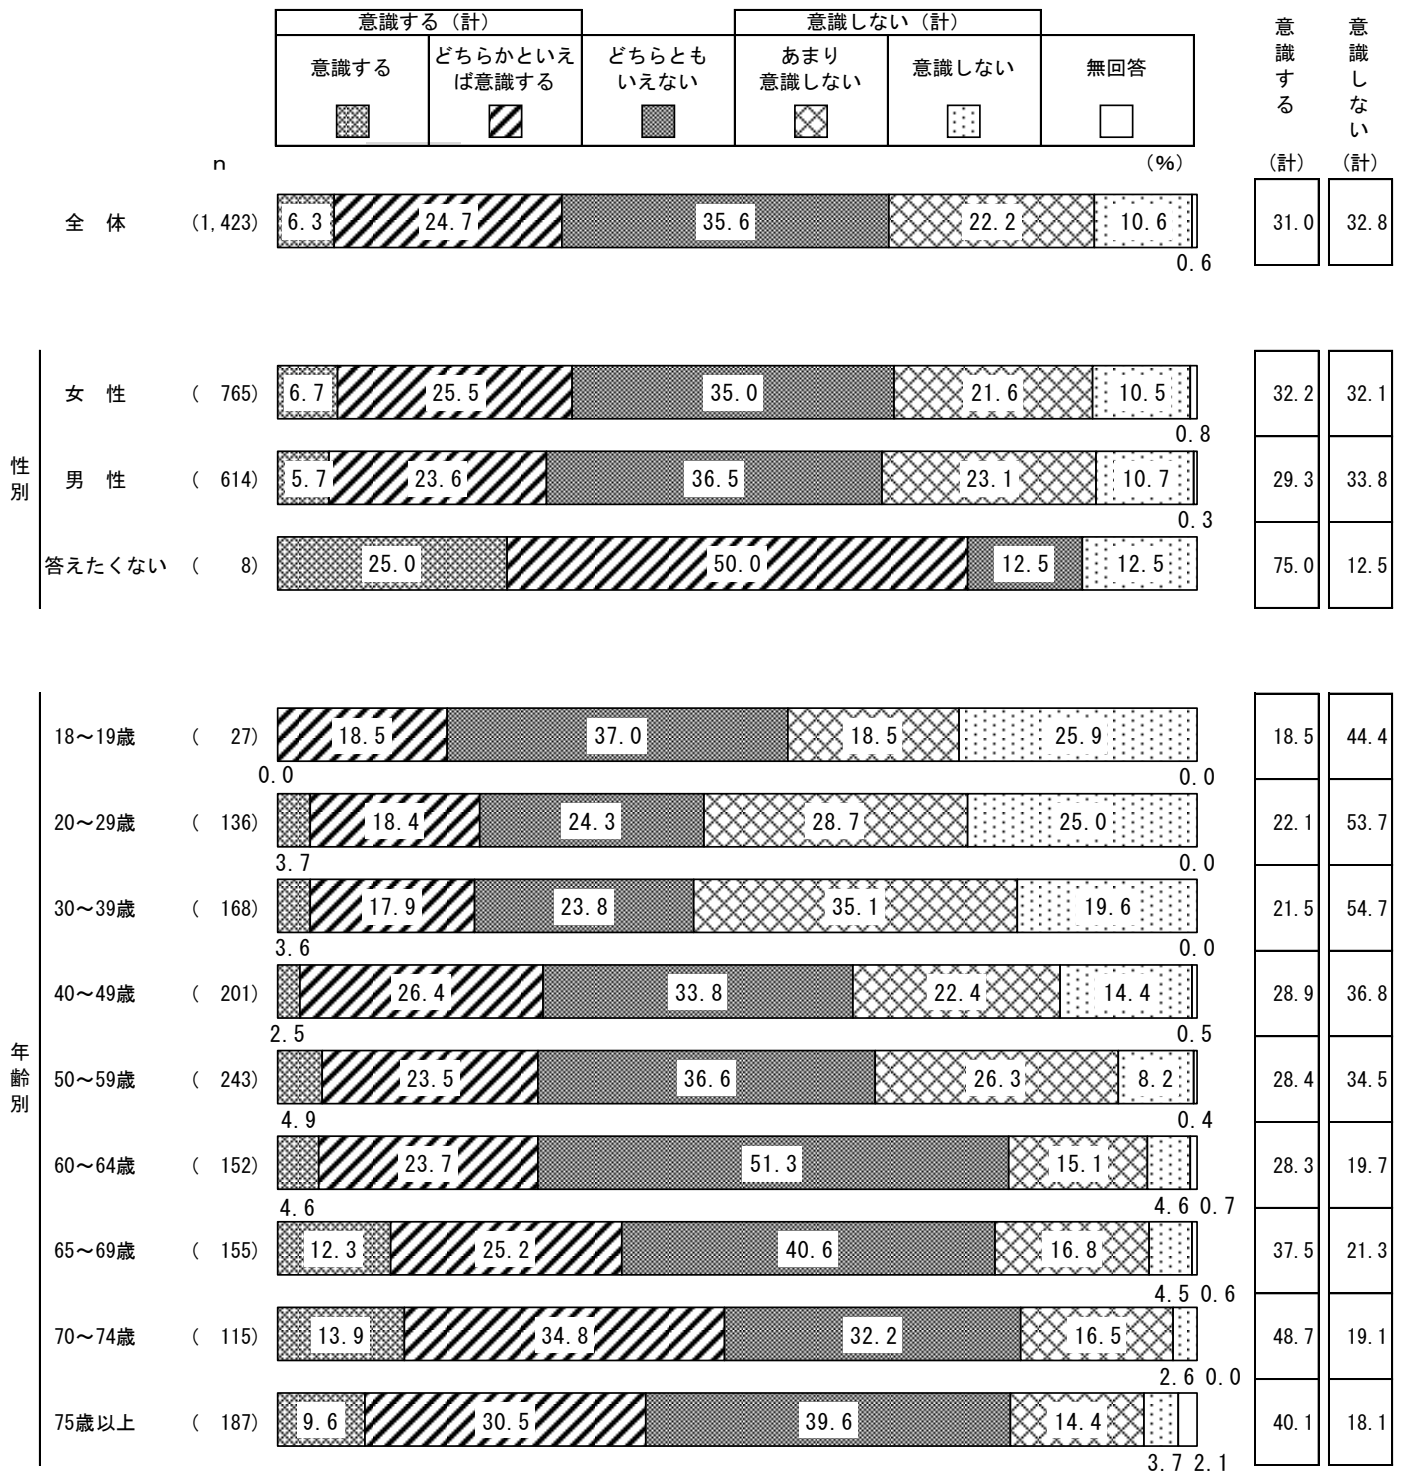 意識する（計） 意識しない（計）
意識する どちらかといえ ば意識する どちらとも いえない あまり 意識しない 意識しない 無回答
意識する（計） 意識しない（計）
n （％）
全　体 (1,423) 6.3 24.7 35.6 22.2 10.6 31.0 32.8
0.6
性別
女　性 ( 765) 6.7 25.5 35.0 21.6 10.5 32.2 32.1
0.8
男　性 ( 614) 5.7 23.6 36.5 23.1 10.7 29.3 33.8
0.3
答えたくない ( 8) 25.0 50.0 12.5 12.5 75.0 12.5
年齢別
18～19歳 ( 27) 18.5 37.0 18.5 25.9 18.5 44.4
0.0 0.0
20～29歳 ( 136) 18.4 24.3 28.7 25.0 22.1 53.7
3.7 0.0
30～39歳 ( 168) 17.9 23.8 35.1 19.6 21.5 54.7
3.6 0.0
40～49歳 ( 201) 26.4 33.8 22.4 14.4 28.9 36.8
2.5 0.5
50～59歳 ( 243) 23.5 36.6 26.3 8.2 28.4 34.5
4.9 0.4
60～64歳 ( 152) 23.7 51.3 15.1 28.3 19.7
4.6 4.6 0.7
65～69歳 ( 155) 12.3 25.2 40.6 16.8 37.5 21.3
4.5 0.6
70～74歳 ( 115) 13.9 34.8 32.2 16.5 48.7 19.1
2.6 0.0
75歳以上 ( 187) 9.6 30.5 39.6 14.4 40.1 18.1
3.7 2.1